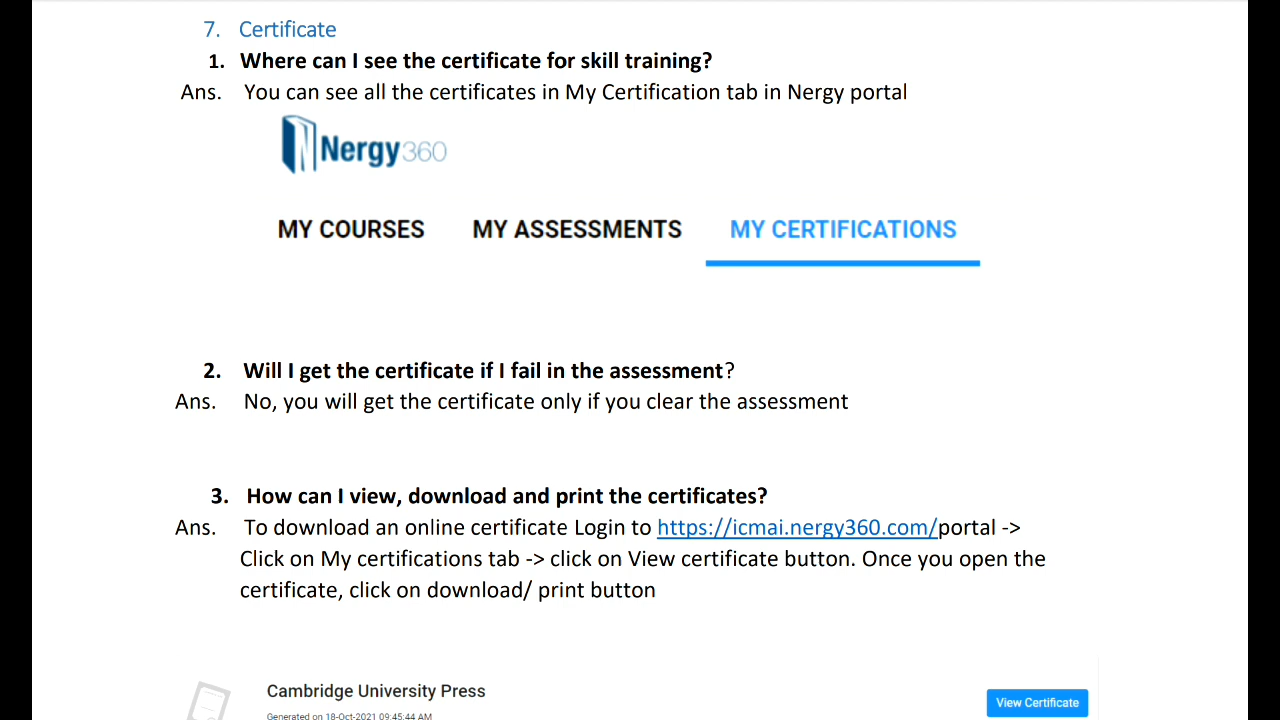 7. Certificate
1. Where can I see the certificate for skill training?
Ans. You can see all the certificates in My Certification tab in Nergy portal
Nergy360
MY COURSES MY ASSESSMENTS MY CERTIFICATIONS
2. Will I get the certificate if I fail in the assessment?
Ans. No, you will get the certificate only if you clear the assessment
3. How can I view, download and print the certificates?
Ans. To download an online certificate Login to https://icmai.nergy360.com/portal ->
Click on My certifications tab -> click on View certificate button. Once you open the
certificate, click on download/ print button
Cambridge University Press
View Certificate
Generated on 18-Oct-2021 09:45:44 AM